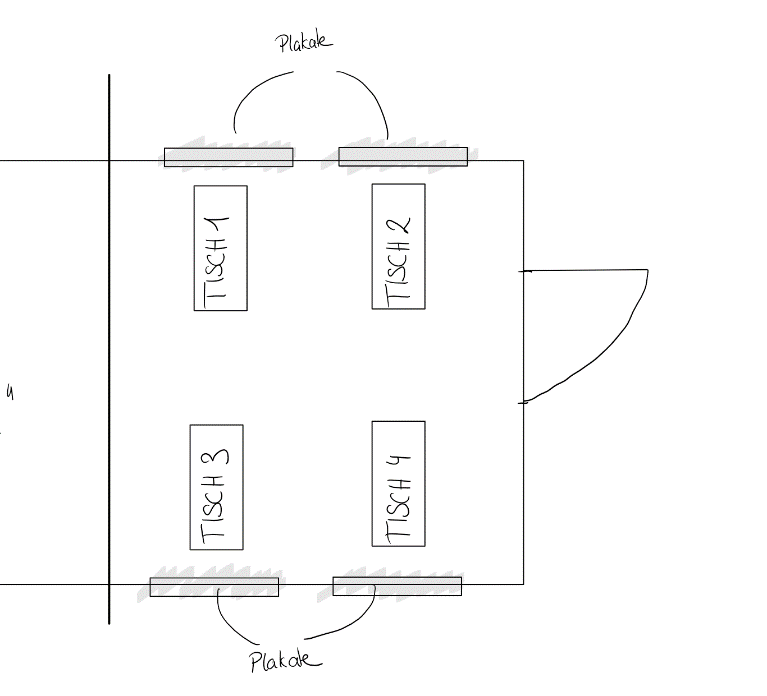 Plakate
TISCH 1
TISCH 2
TISCH 3
TISCH 4
Plakate